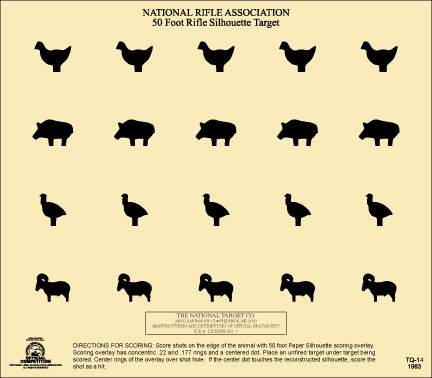 NATIONAL RIFLE ASSOCIATION
50 Foot Rifle Silhouette Target
THE NATIONAL TARGET CO.
MANUFACTURERS AND DISTRIBUTORS OF OFFICIAL NRA TARGETS
N.R.A. LICENSE NO. 1
OFFICIAL
COMPETITION
DIRECTIONS FOR SCORING: Score shots on the edge of the animal with 50 foot Paper Silhouette scoring overlay.
Scoring overlay has concentric .22 and .177 rings and a centered dot. Place an unfired target under target being
scored. Center rings of the overlay over shot hole. If the center dot touches the reconstructed silhouette, score the
shot as a hit.
TQ-14
1983